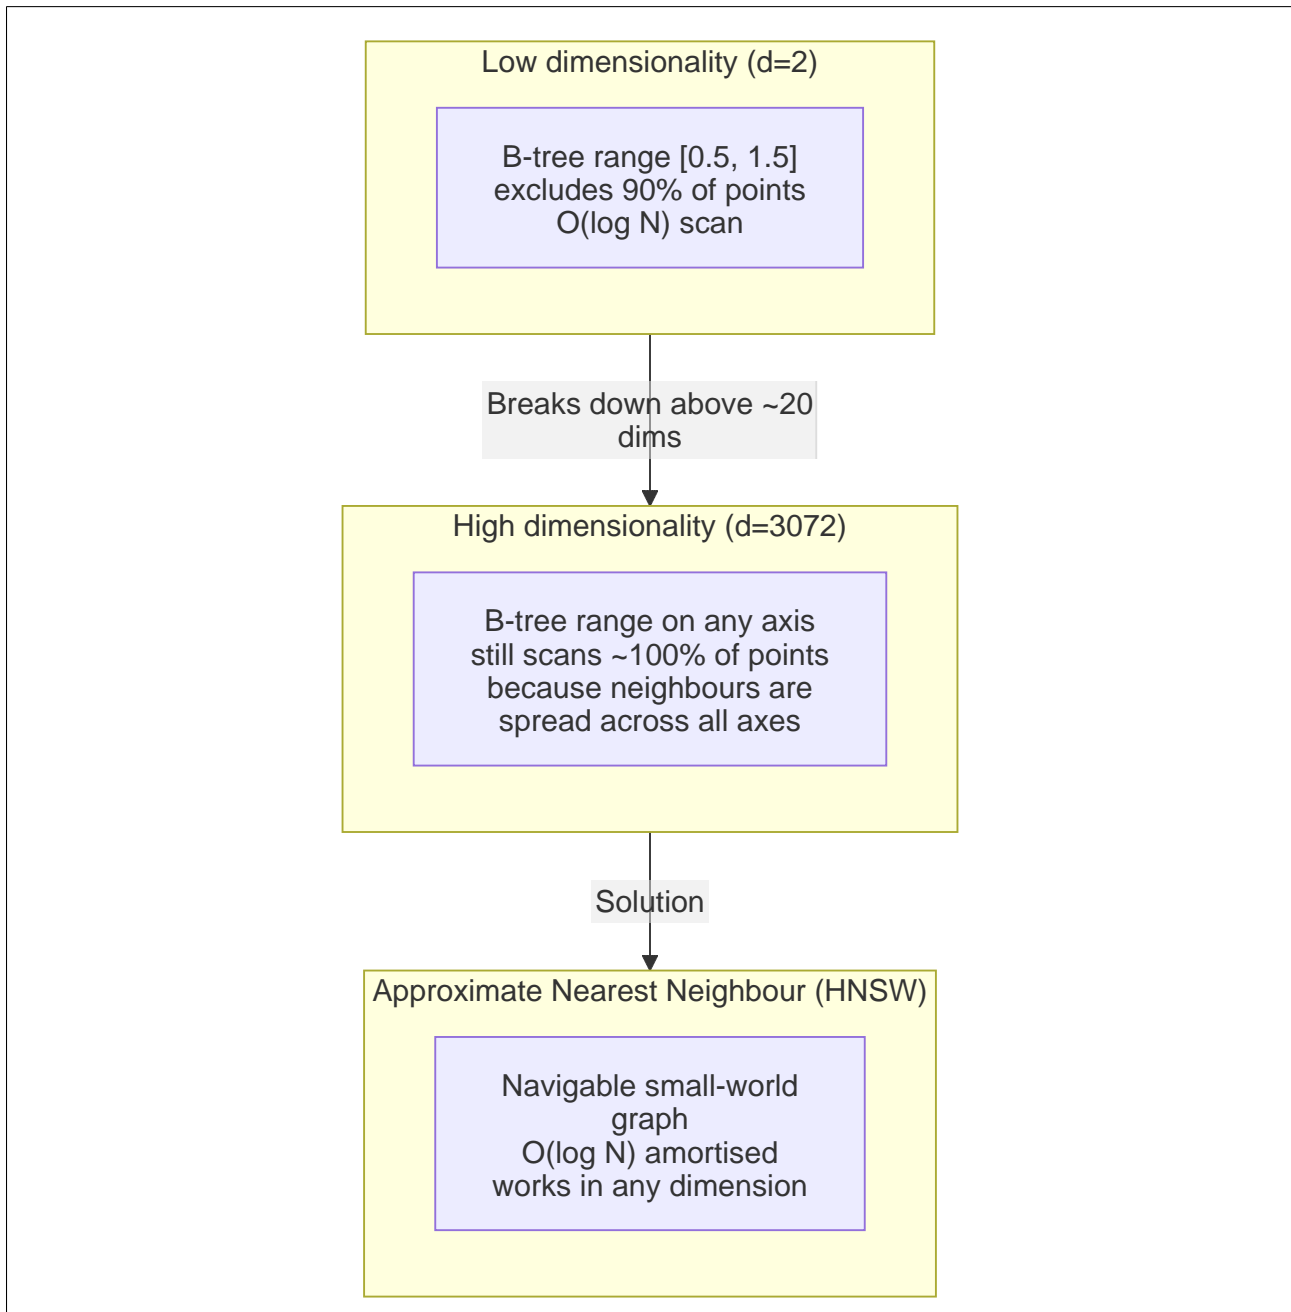 Low dimensionality (d=2)
B-tree range [0.5, 1.5]
excludes 90% of points
O(log N) scan
Breaks down above ~20
dims
High dimensionality (d=3072)
B-tree range on any axis
still scans ~100% of points
because neighbours are
spread across all axes
Solution
Approximate Nearest Neighbour (HNSW)
Navigable small-world
graph
O(log N) amortised
works in any dimension